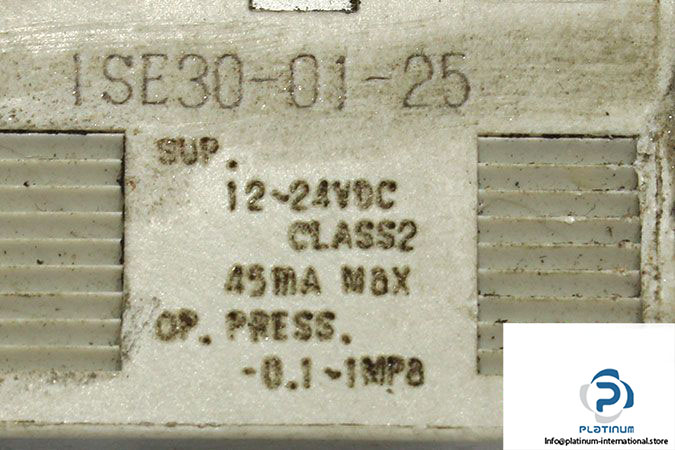 ISE30-01-25
SUP.
12~24VDC
CLASS2
45mA MAX
OP. PRESS.
-0.1~1MPa
PLATINUM
Info@platinum-international.store